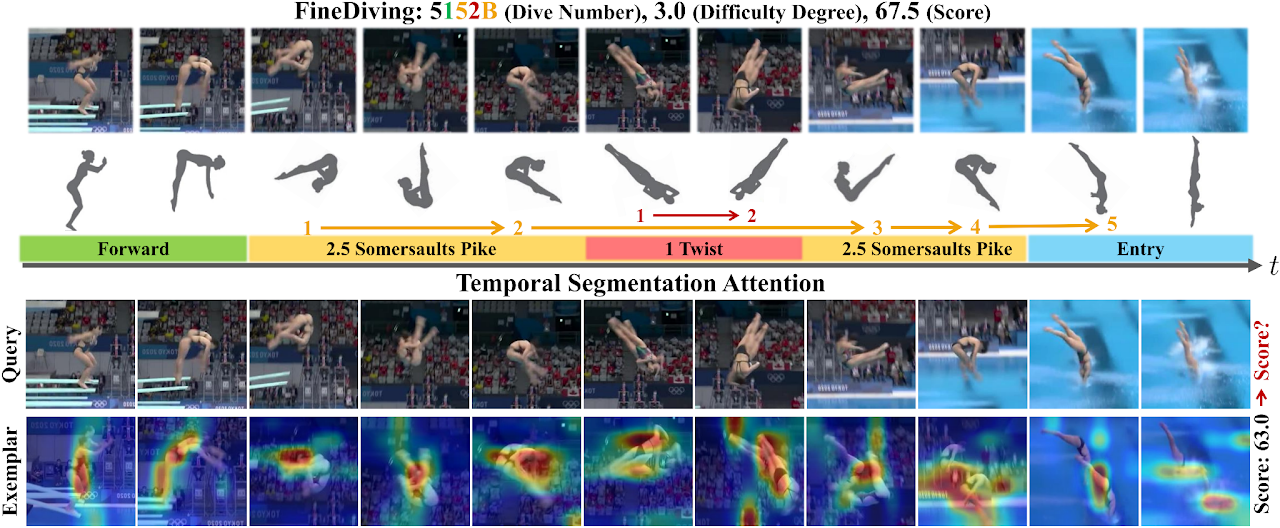 FineDiving: 5152B (Dive Number), 3.0 (Difficulty Degree), 67.5 (Score)
1 2 1 2 3 4 5
Forward 2.5 Somersaults Pike 1 Twist 2.5 Somersaults Pike Entry
t
Temporal Segmentation Attention
Query
Exemplar
Score: 63.0 → Score?